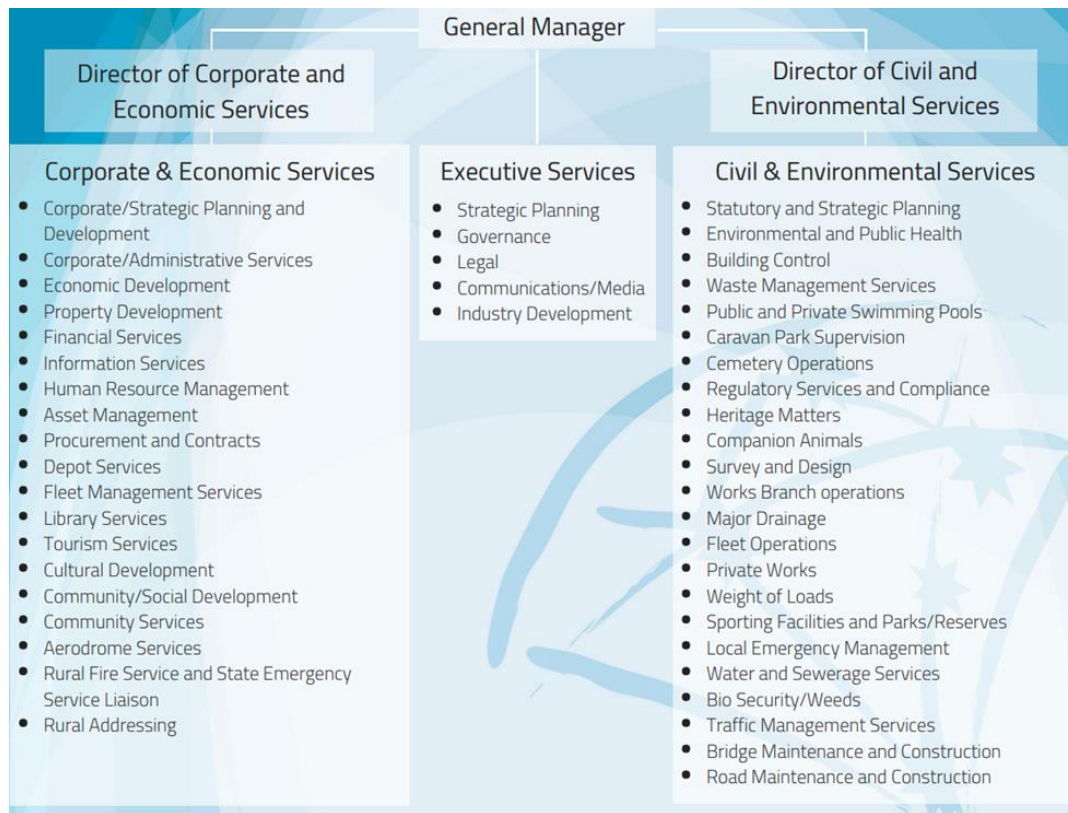 General Manager
Director of Corporate and
Economic Services
Director of Civil and
Environmental Services
Corporate & Economic Services
• Corporate/Strategic Planning and
Development
• Corporate/Administrative Services
• Economic Development
• Property Development
• Financial Services
• Information Services
• Human Resource Management
• Asset Management
• Procurement and Contracts
• Depot Services
• Fleet Management Services
• Library Services
• Tourism Services
• Cultural Development
• Community/Social Development
• Community Services
• Aerodrome Services
• Rural Fire Service and State Emergency
Service Liaison
• Rural Addressing
Executive Services
• Strategic Planning
• Governance
• Legal
• Communications/Media
• Industry Development
Civil & Environmental Services
• Statutory and Strategic Planning
• Environmental and Public Health
• Building Control
• Waste Management Services
• Public and Private Swimming Pools
• Caravan Park Supervision
• Cemetery Operations
• Regulatory Services and Compliance
• Heritage Matters
• Companion Animals
• Survey and Design
• Works Branch operations
• Major Drainage
• Fleet Operations
• Private Works
• Weight of Loads
• Sporting Facilities and Parks/Reserves
• Local Emergency Management
• Water and Sewerage Services
• Bio Security/Weeds
• Traffic Management Services
• Bridge Maintenance and Construction
• Road Maintenance and Construction